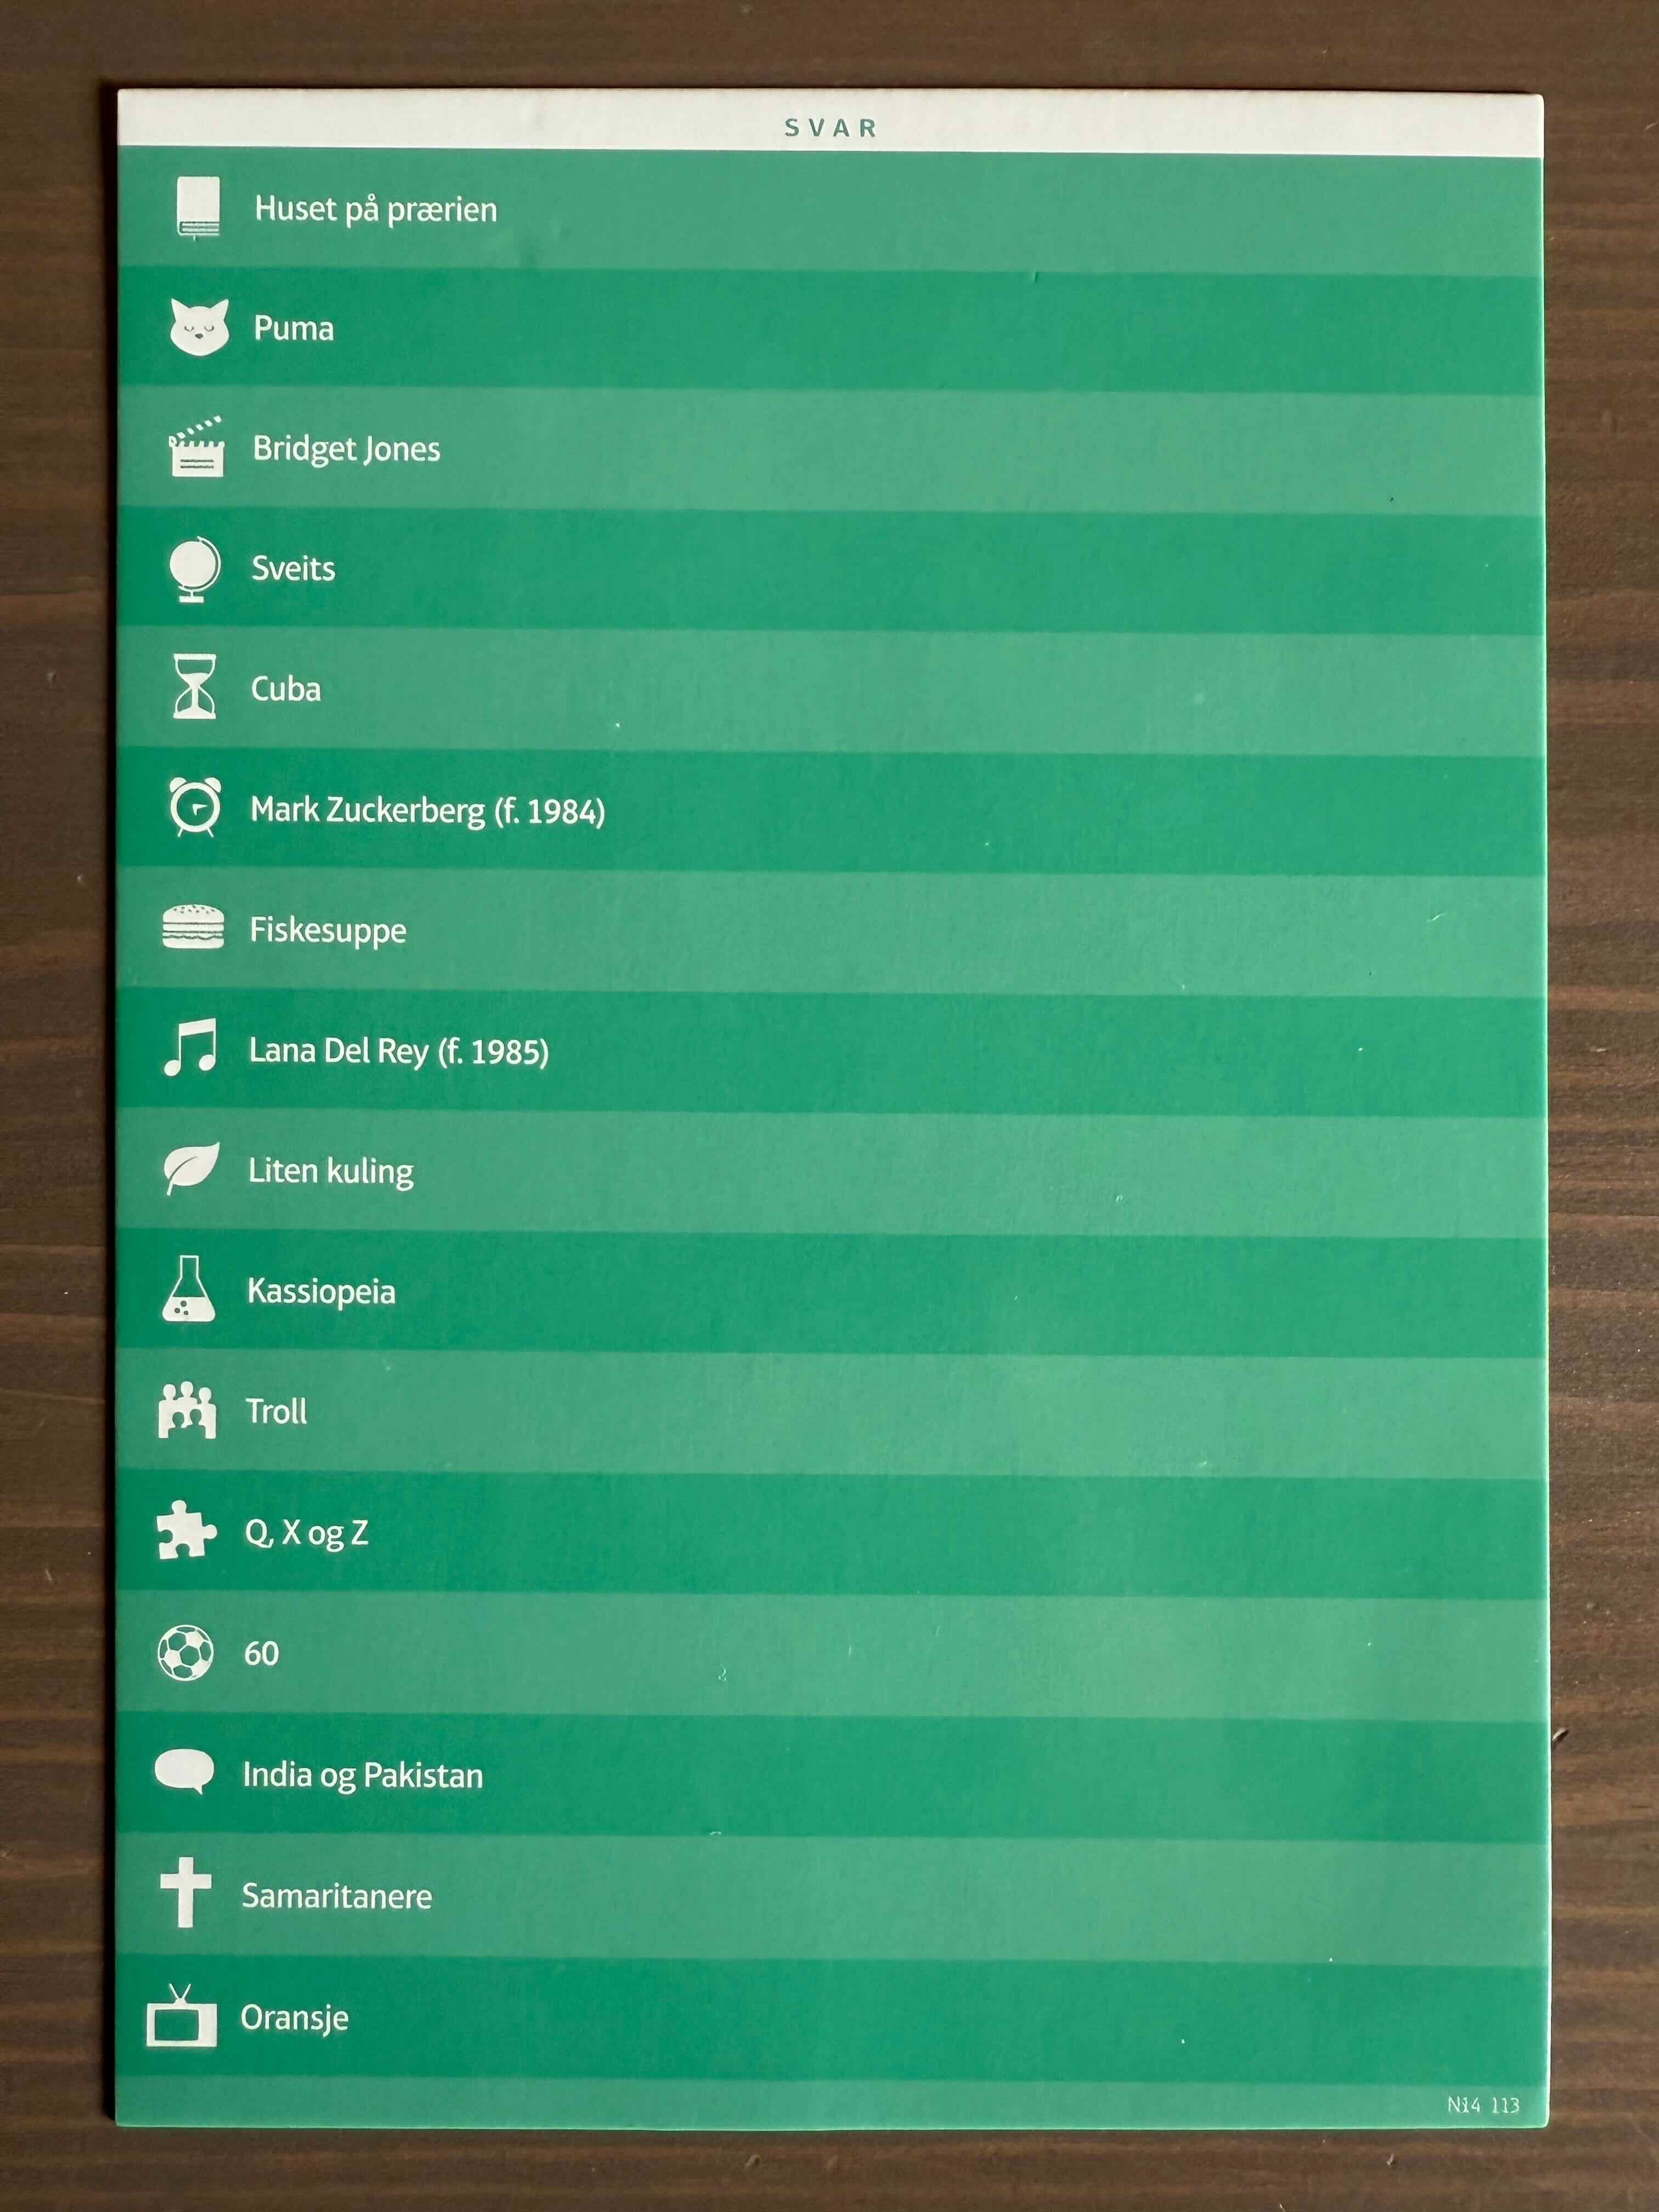 SVAR
Huset på prærien
Puma
Bridget Jones
Sveits
Cuba
Mark Zuckerberg (f. 1984)
Fiskesuppe
Lana Del Rey (f. 1985)
Liten kuling
Kassiopeia
Troll
Q, X og Z
60
India og Pakistan
Samaritanere
Oransje
N14 113